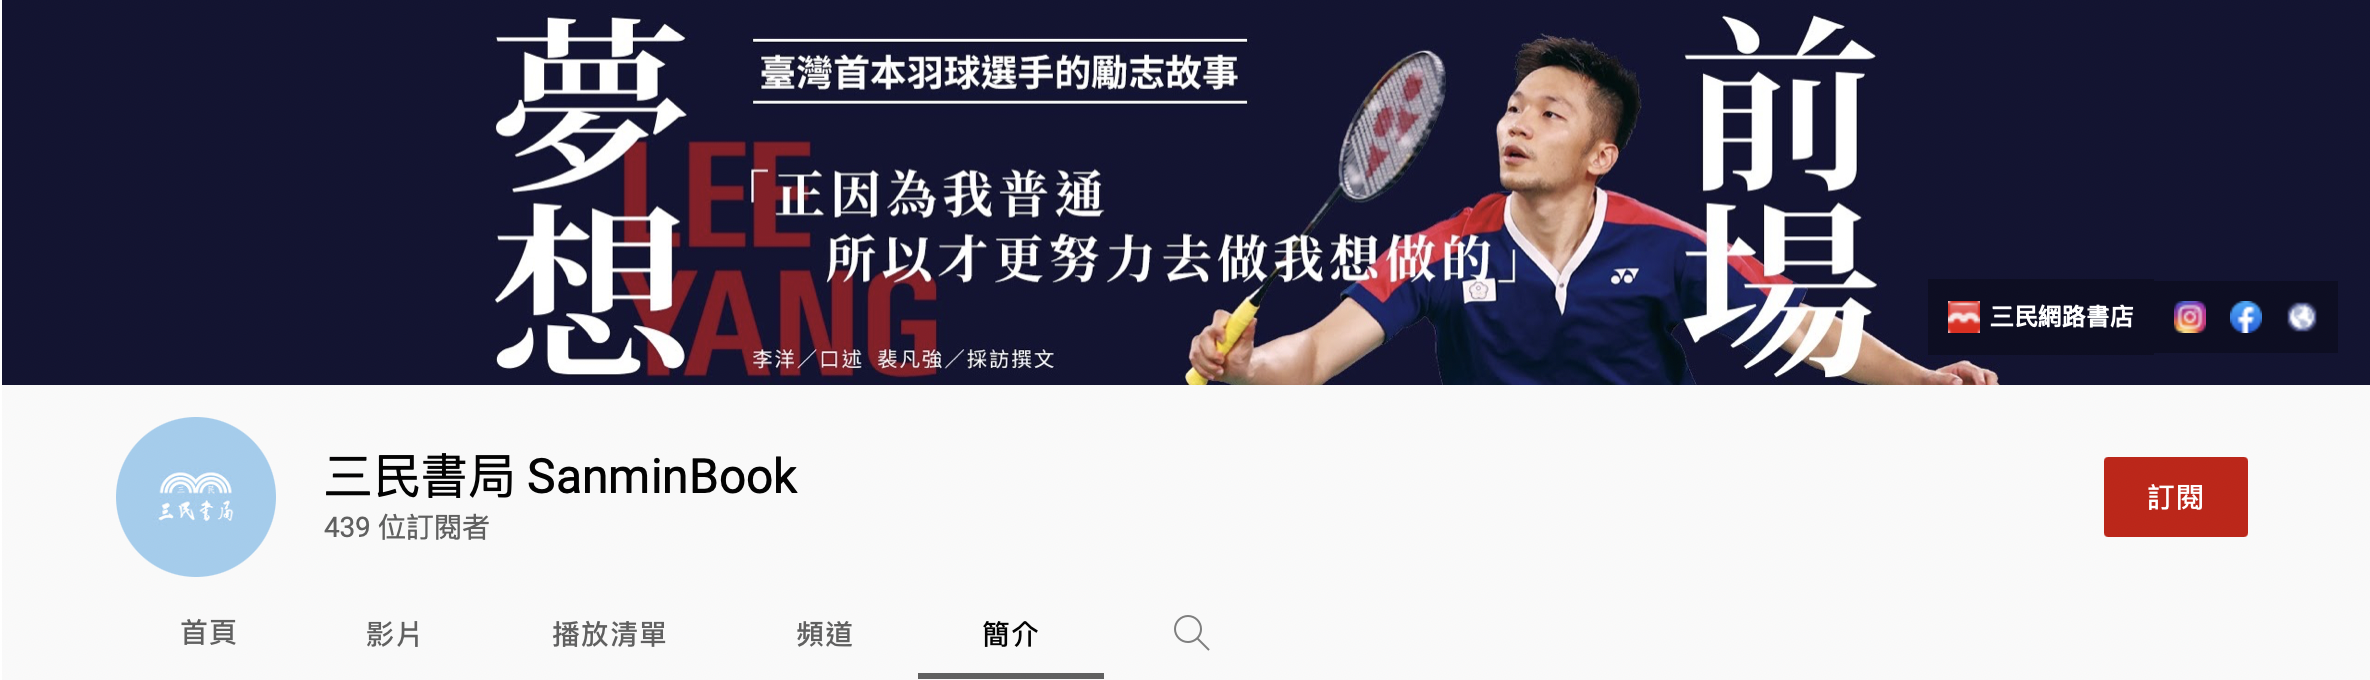 夢想
前場
臺灣首本羽球選手的勵志故事
LEE
YANG
「正因為我普通
所以才更努力去做我想做的」
李洋／口述 裴凡強／採訪撰文
三民網路書店
三民書局
三民書局 SanminBook
439 位訂閱者
訂閱
首頁
影片
播放清單
頻道
簡介